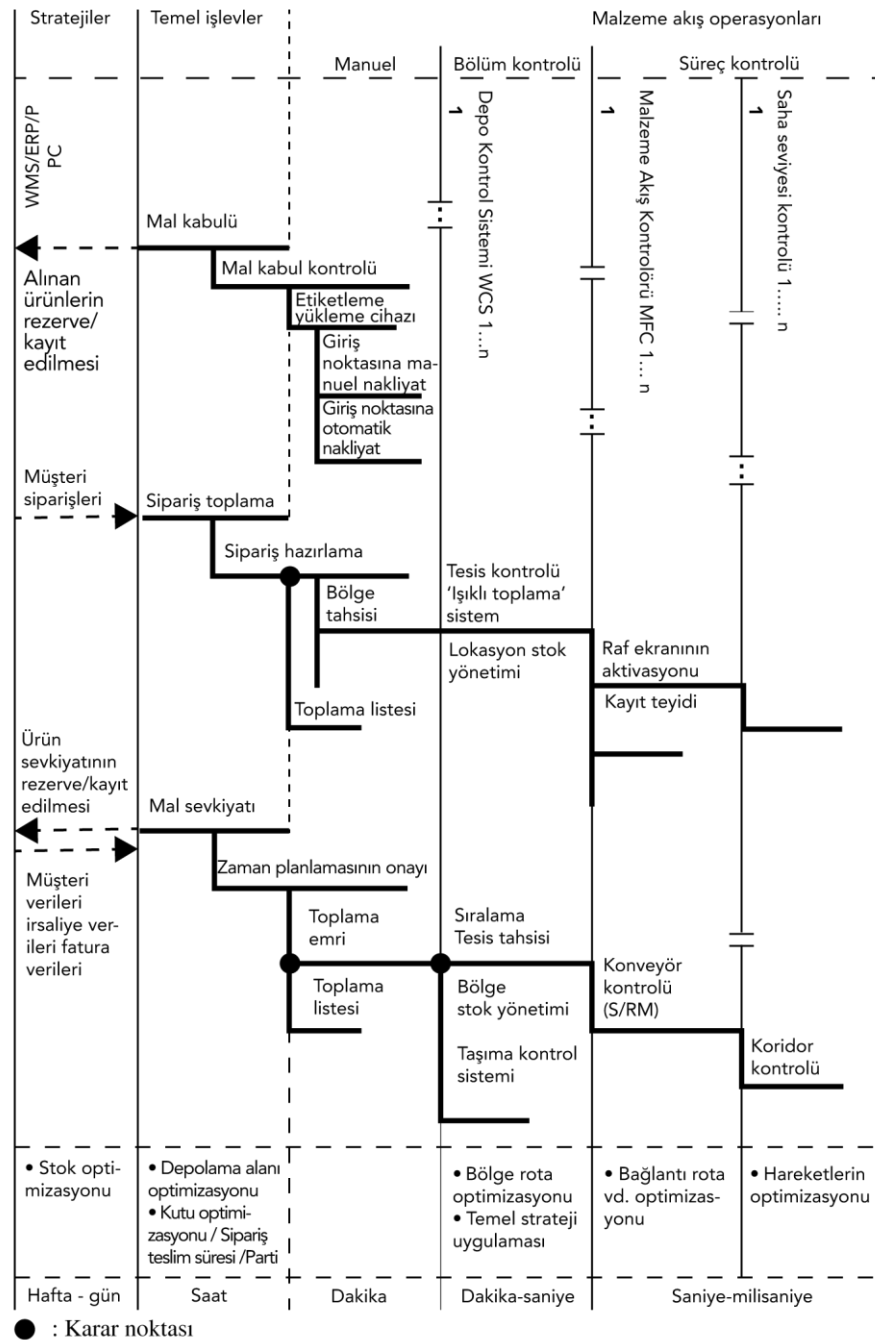 Stratejiler
Temel işlevler
Malzeme akış operasyonları
Manuel
Bölüm kontrolü
Süreç kontrolü
WMS/ERP/P
PC
1
Depo Kontrol Sistemi WCS 1...n
1
Malzeme Akış Kontrolörü MFC 1... n
1
Saha seviyesi kontrolü 1..... n
Mal kabulü
Mal kabul kontrolü
Alınan
ürünlerin
rezerve/
kayıt
edilmesi
Etiketleme
yükleme cihazı
Giriş
noktasına ma-
nuel nakliyat
Giriş noktasına
otomatik
nakliyat
Müşteri
siparişleri
Sipariş toplama
Sipariş hazırlama
Bölge
tahsisi
Tesis kontrolü
‘Işıklı toplama’
sistem
Lokasyon stok
yönetimi
Raf ekranının
aktivasyonu
Kayıt teyidi
Toplama listesi
Ürün
sevkiyatının
rezerve/kayıt
edilmesi
Mal sevkiyatı
Zaman planlamasının onayı
Müşteri
verileri
irsaliye ver-
ileri fatura
verileri
Toplama
emri
Toplama
listesi
Sıralama
Tesis tahsisi
Bölge
stok yönetimi
Taşıma kontrol
sistemi
Konveyör
kontrolü
(S/RM)
Koridor
kontrolü
• Stok opti-
mizasyonu
• Depolama alanı
optimizasyonu
• Kutu optimi-
zasyonu / Sipariş
teslim süresi /Parti
• Bölge rota
optimizasyonu
• Temel strateji
uygulaması
• Bağlantı rota
vd. optimizas-
yonu
• Hareketlerin
optimizasyonu
Hafta - gün
Saat
Dakika
Dakika-saniye
Saniye-milisaniye
: Karar noktası